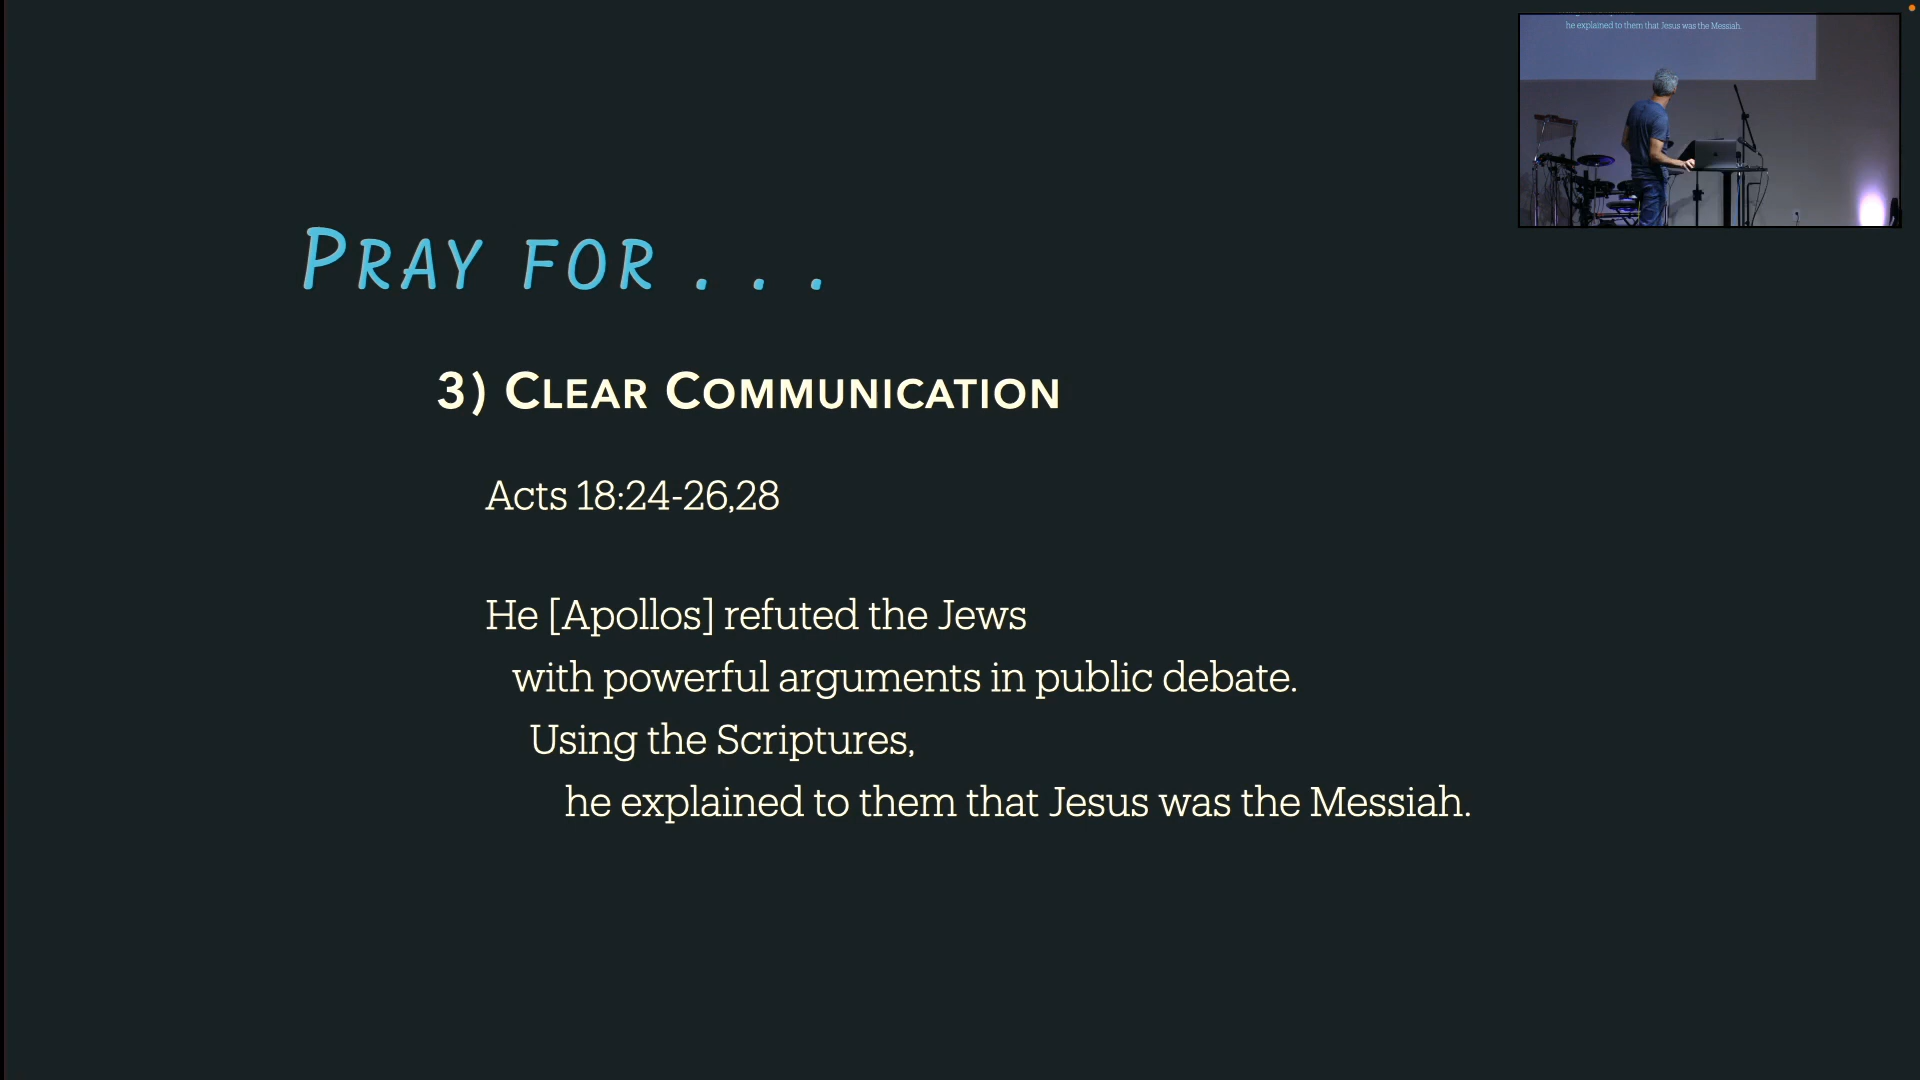 PRAY FOR . . .
3) CLEAR COMMUNICATION
Acts 18:24-26,28
He [Apollos] refuted the Jews
with powerful arguments in public debate.
Using the Scriptures,
he explained to them that Jesus was the Messiah.
he explained to them that Jesus was the Messiah.